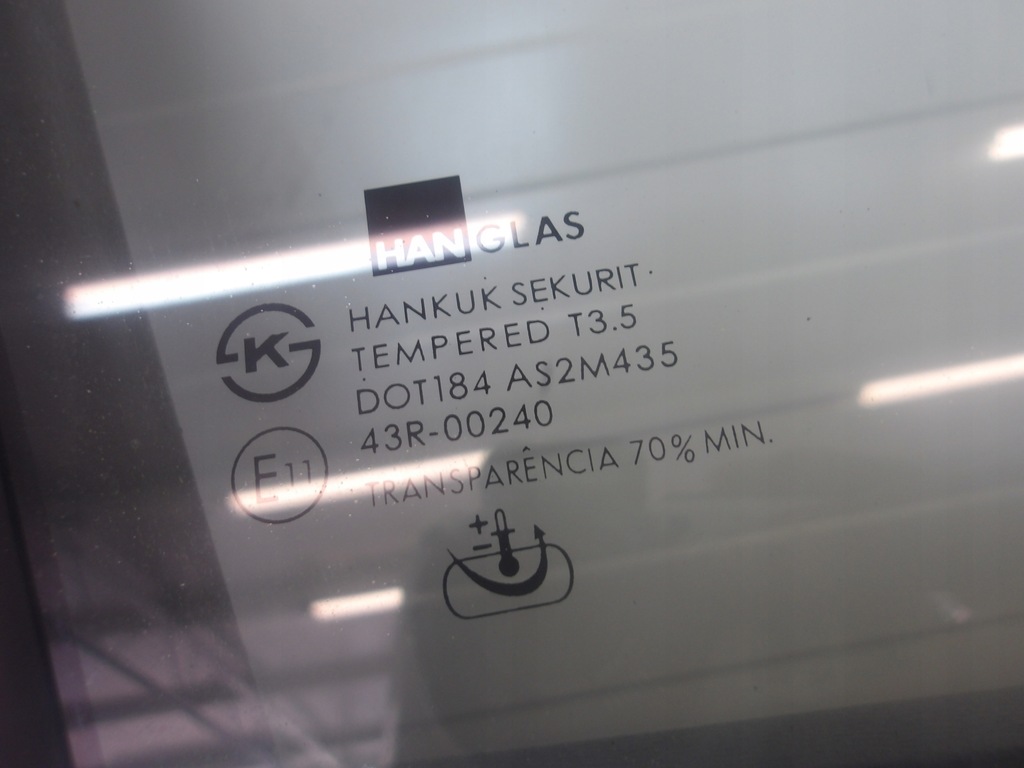 HANGLAS
HANKUK SEKURIT
TEMPERED T3.5
DOT184 AS2M435
43R-00240
TRANSPARÊNCIA 70% MIN.
K
E11